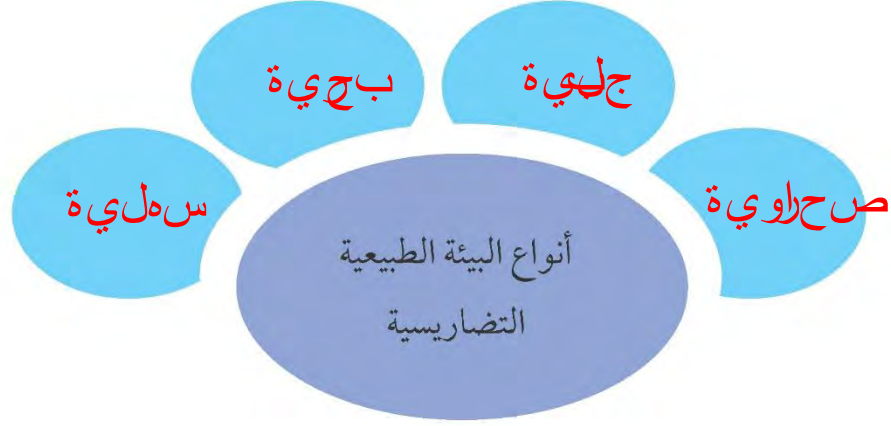 صحراوية
جبلية
بحرية
سهلية
أنواع البيئة الطبيعية
التضاريسية